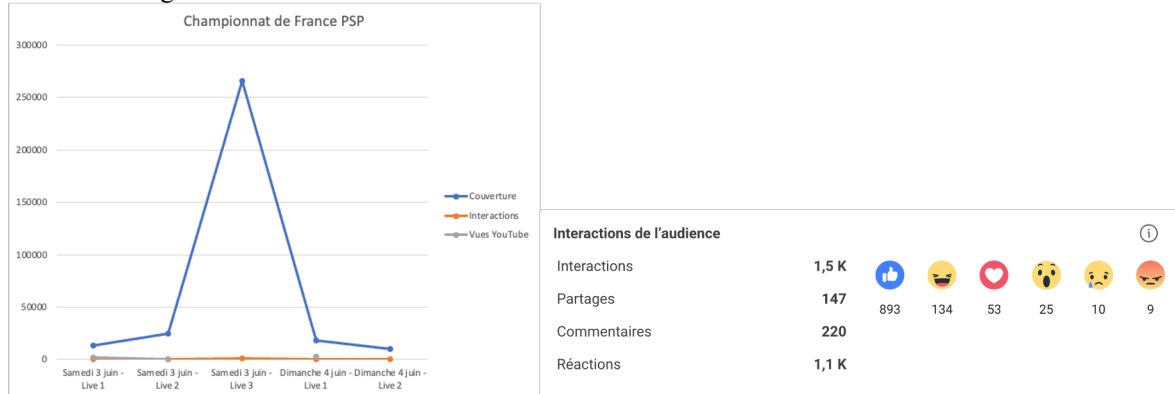 Championnat de France PSP
300000
250000
200000
150000
100000
50000
0
Samedi 3 juin - Live 1
Samedi 3 juin - Live 2
Samedi 3 juin - Live 3
Dimanche 4 juin - Live 1
Dimanche 4 juin - Live 2
Couverture
Interactions
Vues YouTube
Interactions de l'audience
Interactions 1,5 K
Partages 147
Commentaires 220
Réactions 1,1 K
893 134 53 25 10 9